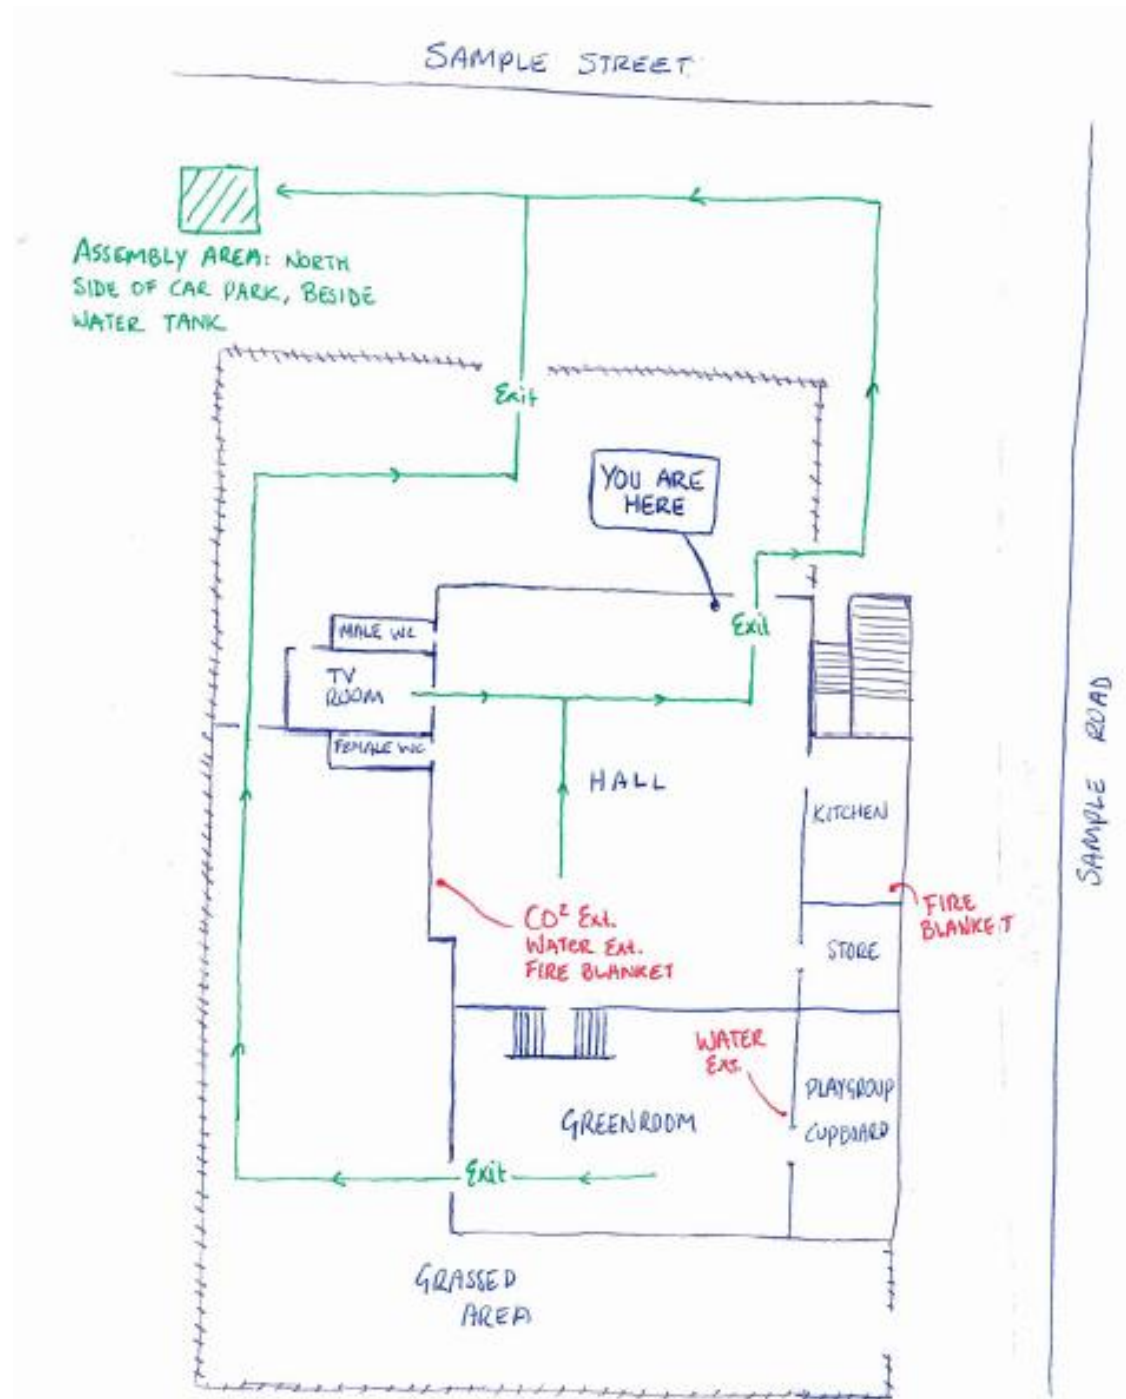 SAMPLE STREET
ASSEMBLY AREA: NORTH
SIDE OF CAR PARK, BESIDE
WATER TANK
Exit
YOU ARE
HERE
Exit
MALE WC
TV
ROOM
FEMALE WC
HALL
KITCHEN
SAMPLE ROAD
CO² Ext.
WATER Ext.
FIRE BLANKET
FIRE
BLANKET
STORE
WATER
Ext.
PLAYGROUP
CUPBOARD
GREENROOM
Exit
GRASSED
AREA